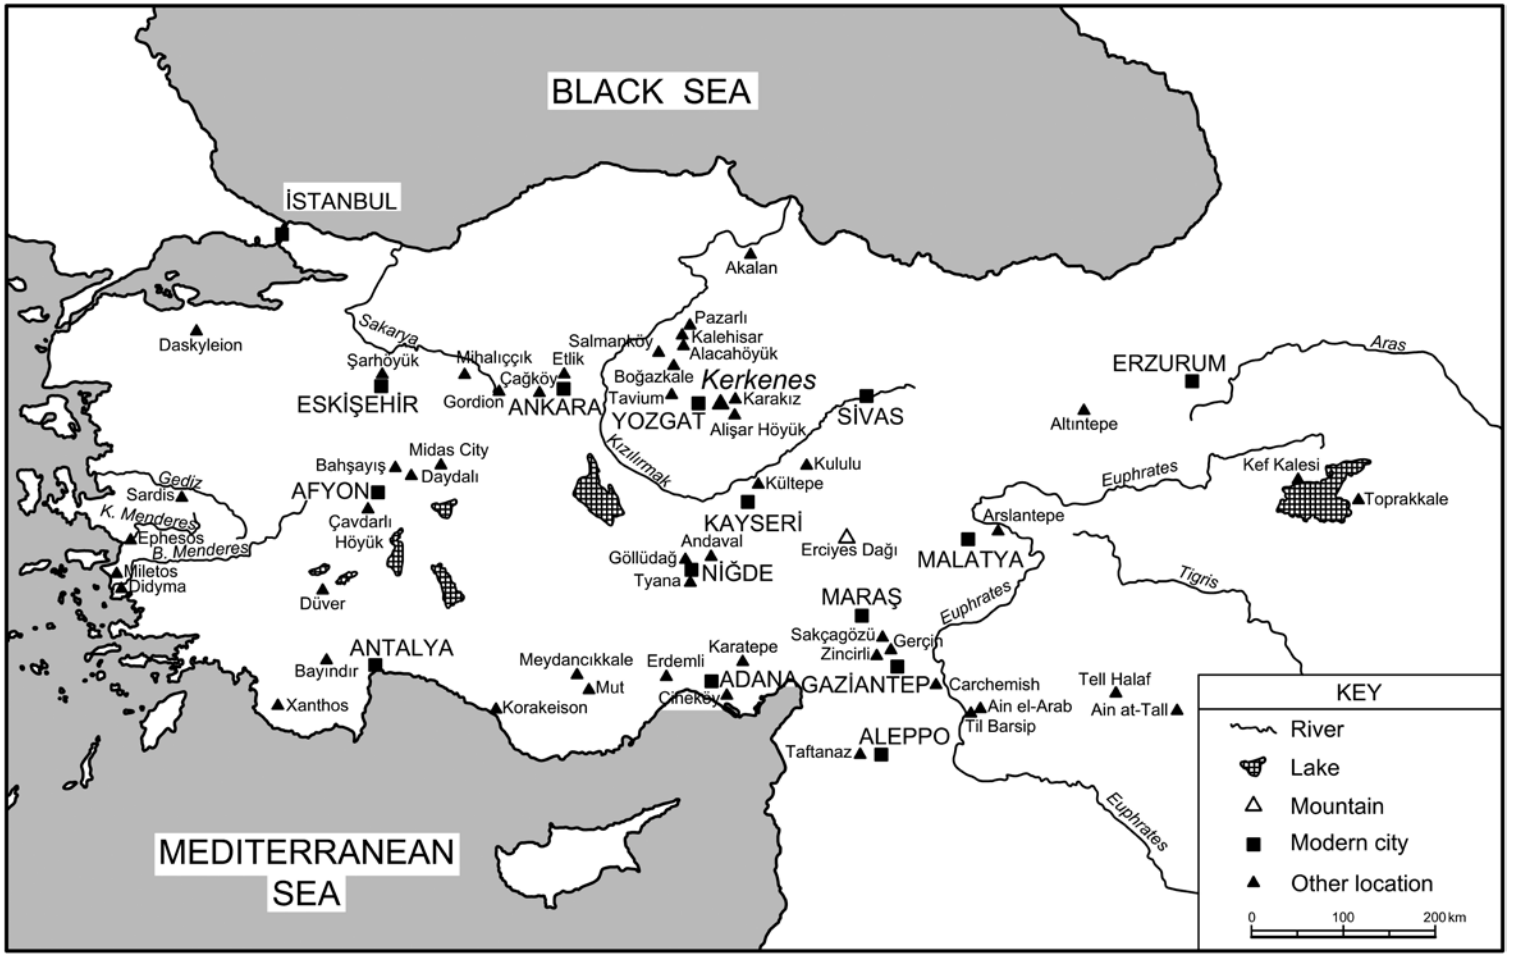 BLACK SEA
İSTANBUL
Akalan
Daskyleion
Sakarya
Pazarlı
Kalehisar
Salmanköy
Alacahöyük
Şarhöyük
Mihalıççık
Etlik
Boğazkale
Çağköy
Kerkenes
ERZURUM
Aras
ESKİŞEHİR
Gordion
ANKARA
Tavium
Karakız
YOZGAT
SİVAS
Alişar Höyük
Altıntepe
Kızılırmak
Midas City
Bahşayış
Daydalı
Kululu
Kültepe
Euphrates
Kef Kalesi
Toprakkale
Gediz
Sardis
AFYON
K. Menderes
Çavdarlı
Höyük
KAYSERİ
Arslantepe
Ephesos
B. Menderes
Andaval
Erciyes Dağı
MALATYA
Göllüdağ
NİĞDE
Tyana
Miletos
Didyma
Düver
MARAŞ
Euphrates
Tigris
Sakçagözü
Gerçin
Zincirli
ANTALYA
Bayındır
Karatepe
Meydancıkkale
Erdemli
ADANA
GAZİANTEP
Carchemish
Tell Halaf
Mut
Cineköy
Xanthos
Korakeison
Ain el-Arab
Ain at-Tall
Til Barsip
Taftanaz
ALEPPO
Euphrates
MEDITERRANEAN
SEA
KEY
River
Lake
Mountain
Modern city
Other location
0 100 200 km